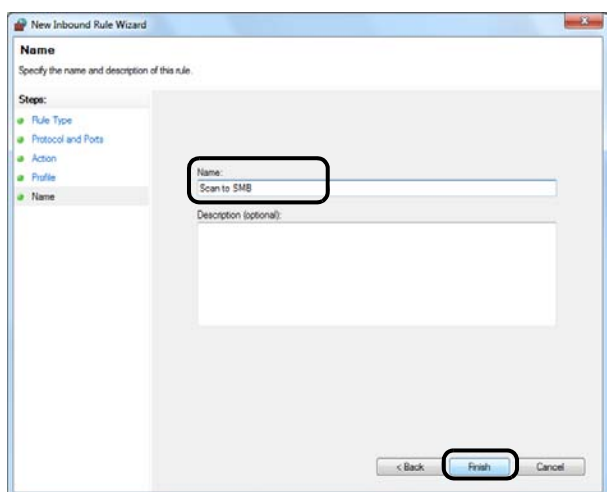 New Inbound Rule Wizard
Name
Specify the name and description of this rule.
Steps:
Rule Type
Protocol and Ports
Action
Profile
Name
Name:
Scan to SMB
Description (optional):
< Back Finish Cancel